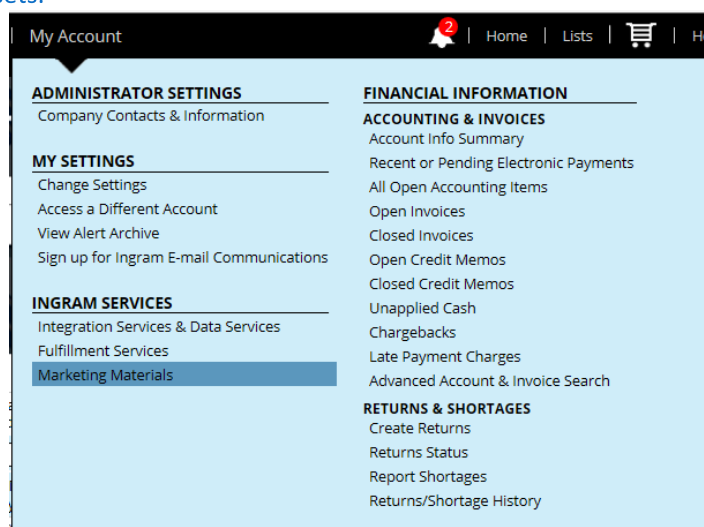 My Account
2
Home
Lists
ADMINISTRATOR SETTINGS
Company Contacts & Information
MY SETTINGS
Change Settings
Access a Different Account
View Alert Archive
Sign up for Ingram E-mail Communications
INGRAM SERVICES
Integration Services & Data Services
Fulfillment Services
Marketing Materials
FINANCIAL INFORMATION
ACCOUNTING & INVOICES
Account Info Summary
Recent or Pending Electronic Payments
All Open Accounting Items
Open Invoices
Closed Invoices
Open Credit Memos
Closed Credit Memos
Unapplied Cash
Chargebacks
Late Payment Charges
Advanced Account & Invoice Search
RETURNS & SHORTAGES
Create Returns
Returns Status
Report Shortages
Returns/Shortage History